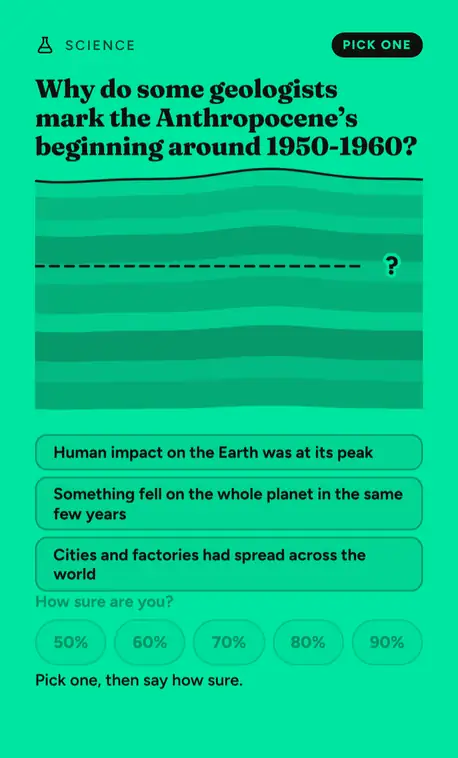 SCIENCE
PICK ONE
Why do some geologists
mark the Anthropocene’s
beginning around 1950-1960?
?
Human impact on the Earth was at its peak
Something fell on the whole planet in the same
few years
Cities and factories had spread across the
world
How sure are you?
50%
60%
70%
80%
90%
Pick one, then say how sure.